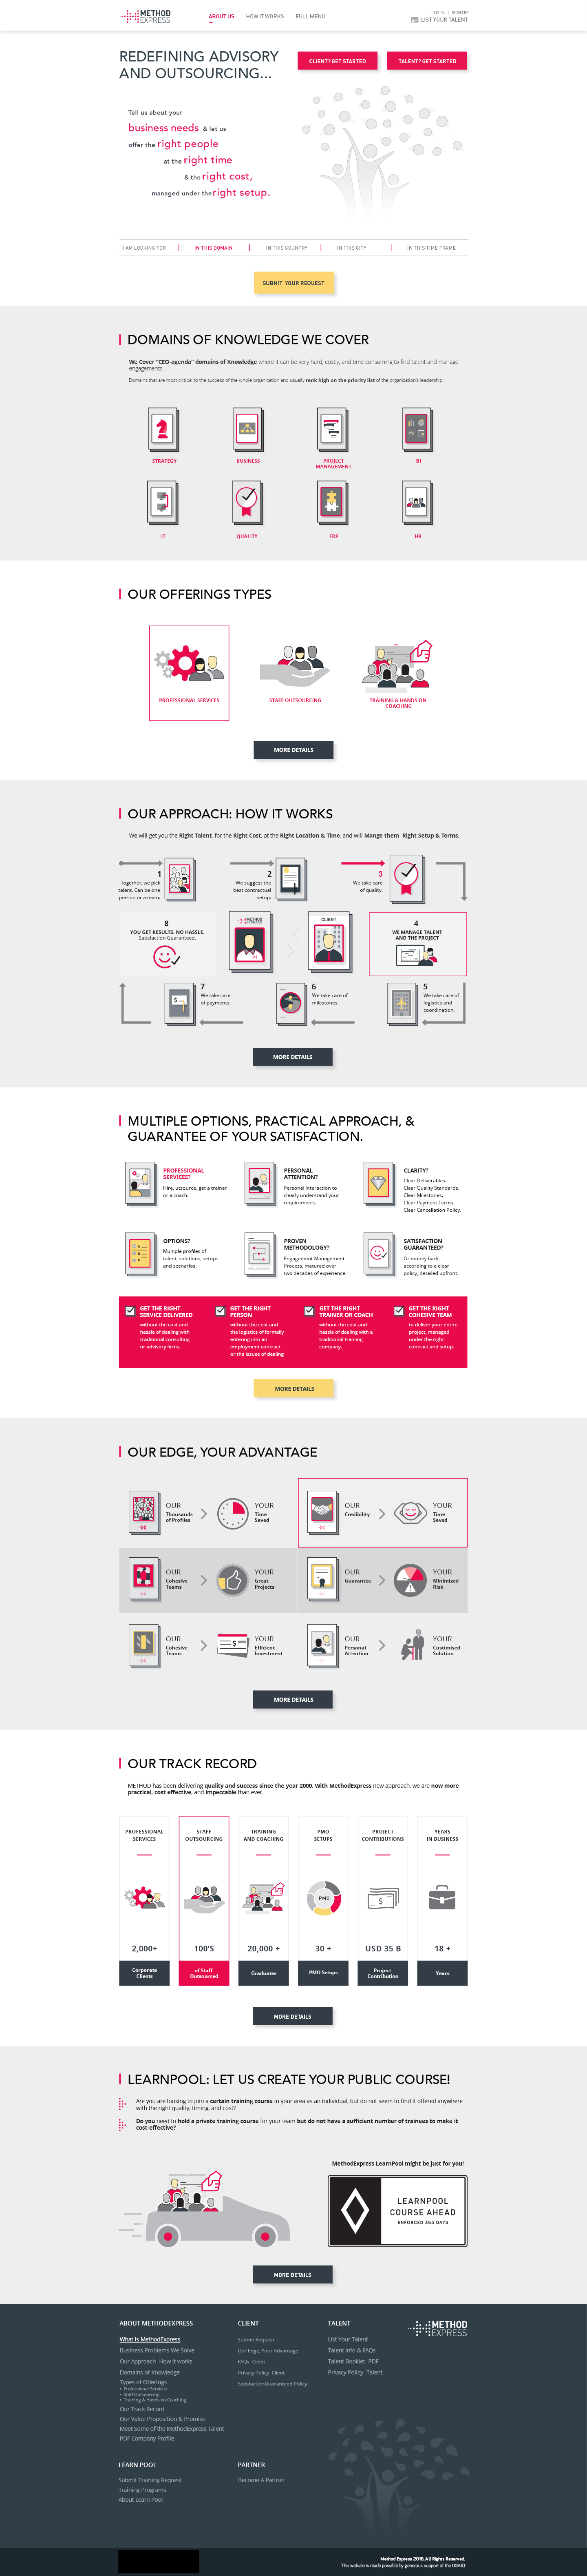 METHOD
EXPRESS
ABOUT US
HOW IT WORKS
FULL MENU
LOG IN | SIGN UP
LIST YOUR TALENT
REDEFINING ADVISORY
AND OUTSOURCING...
CLIENT? GET STARTED
TALENT? GET STARTED
Tell us about your
business needs & let us
offer the right people
at the right time
& the right cost,
managed under the right setup.
I AM LOOKING FOR
IN THIS DOMAIN
IN THIS COUNTRY
IN THIS CITY
IN THIS TIME FRAME
SUBMIT YOUR REQUEST
DOMAINS OF KNOWLEDGE WE COVER
We Cover "CEO-agenda" domains of Knowledge where it can be very hard, costly, and time consuming to find talent and manage
engagements.
Domains that are most critical to the success of the whole organization and usually rank high on the priority list of the organization's leadership.
STRATEGY
BUSINESS
PROJECT
MANAGEMENT
BI
IT
QUALITY
ERP
HR
OUR OFFERINGS TYPES
PROFESSIONAL SERVICES
STAFF OUTSOURCING
TRAINING & HANDS ON
COACHING
MORE DETAILS
OUR APPROACH: HOW IT WORKS
We will get you the Right Talent, for the Right Cost, at the Right Location & Time, and will Mange them Right Setup & Terms.
1
Together, we pick
talent. Can be one
person or a team.
2
We suggest the
best contractual
setup.
3
We take care
of quality.
8
YOU GET RESULTS. NO HASSLE.
Satisfaction Guaranteed.
METHOD
EXPRESS
CLIENT
4
WE MANAGE TALENT
AND THE PROJECT
7
We take care
of payments.
6
We take care of
milestones.
5
We take care of
logistics and
coordination.
MORE DETAILS
MULTIPLE OPTIONS, PRACTICAL APPROACH, &
GUARANTEE OF YOUR SATISFACTION.
PROFESSIONAL
SERVICES?
Hire, utsource, get a trainer
or a coach.
PERSONAL
ATTENTION?
Personal interaction to
clearly understand your
requirements.
CLARITY?
Clear Deliverables.
Clear Quality Standards.
Clear Milestones.
Clear Payment Terms.
Clear Cancellation Policy.
OPTIONS?
Multiple profiles of
talent, solutions, setups
and scenarios.
PROVEN
METHODOLOGY?
Engagement Management
Process, matured over
two decades of experience.
SATISFACTION
GUARANTEED?
Or money back,
according to a clear
policy, detailed upfront.
GET THE RIGHT
SERVICE DELIVERED
without the cost and
hassle of dealing with
traditional consulting
or advisory firms.
GET THE RIGHT
PERSON
without the cost and
the logistics of formally
entering into an
employment contract
or the issues of dealing
GET THE RIGHT
TRAINER OR COACH
without the cost and
hassle of dealing with a
traditional training
company.
GET THE RIGHT
COHESIVE TEAM
to deliver your entire
project, managed
under the right
contract and setup.
MORE DETAILS
OUR EDGE, YOUR ADVANTAGE
OUR
Thousands
of Profiles
YOUR
Time
Saved
OUR
Credibility
YOUR
Time
Saved
OUR
Cohesive
Teams
YOUR
Great
Projects
OUR
Guarantee
YOUR
Minimized
Risk
OUR
Cohesive
Teams
YOUR
Efficient
Investment
OUR
Personal
Attention
YOUR
Custimised
Solution
MORE DETAILS
OUR TRACK RECORD
METHOD has been delivering quality and success since the year 2000. With MethodExpress new approach, we are now more
practical, cost effective, and impeccable than ever.
PROFESSIONAL
SERVICES
2,000+
Corporate
Clients
STAFF
OUTSOURCING
100'S
of Staff
Outsourced
TRAINING
AND COACHING
20,000 +
Graduates
PMO
SETUPS
PMO
30 +
PMO Setups
PROJECT
CONTRIBUTIONS
USD 35 B
Project
Contribution
YEARS
IN BUSINESS
18 +
Years
MORE DETAILS
LEARNPOOL: LET US CREATE YOUR PUBLIC COURSE!
Are you are looking to join a certain training course in your area as an individual, but do not seem to find it offered anywhere
with the right quality, timing, and cost?
Do you need to hold a private training course for your team but do not have a sufficient number of trainees to make it
cost-effective?
MethodExpress LearnPool might be just for you!
LEARNPOOL
COURSE AHEAD
ENFORCED 365 DAYS
MORE DETAILS
ABOUT METHODEXPRESS
What is MethodExpress
Business Problems We Solve
Our Approach- How it works
Domains of Knowledge
Types of Offerings
• Professional Services
• Staff Outsourcing
• Training & Hands on Coaching
Our Track Record
Our Value Proposition & Promise
Meet Some of the MethodExpress Talent
PDF Company Profile
CLIENT
Submit Request
Our Edge, Your Advantage
FAQs- Client
Privacy Policy- Client
SatisfactionGuaranteed Policy
TALENT
List Your Talent
Talent Info & FAQs
Talent Booklet- PDF
Privacy Policy -Talent
METHOD
EXPRESS
LEARN POOL
Submit Training Request
Training Programs
About Learn Pool
PARTNER
Become A Partner
Method Express 2018, All Rights Reserved.
This website is made possible by generous support of the USAID